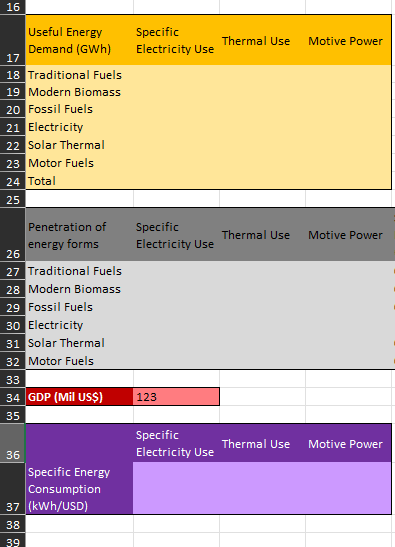 16
Useful Energy Specific
Demand (GWh) Electricity Use Thermal Use Motive Power
17
18 Traditional Fuels
19 Modern Biomass
20 Fossil Fuels
21 Electricity
22 Solar Thermal
23 Motor Fuels
24 Total
25
Penetration of Specific
energy forms Electricity Use Thermal Use Motive Power
26
27 Traditional Fuels
28 Modern Biomass
29 Fossil Fuels
30 Electricity
31 Solar Thermal
32 Motor Fuels
33
34 GDP (Mil US$) 123
35
Specific
Electricity Use Thermal Use Motive Power
36
Specific Energy
Consumption
37 (kWh/USD)
38
39